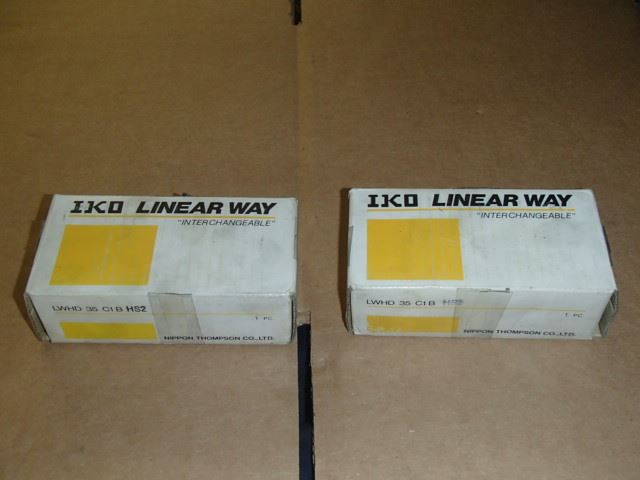 IKO LINEAR WAY
"INTERCHANGEABLE"
LWHD 35 C1 B HS2
1 PC.
NIPPON THOMPSON CO.,LTD.
IKO LINEAR WAY
"INTERCHANGEABLE"
LWHD 35 C1 B HS2
1 PC.
NIPPON THOMPSON CO.,LTD.